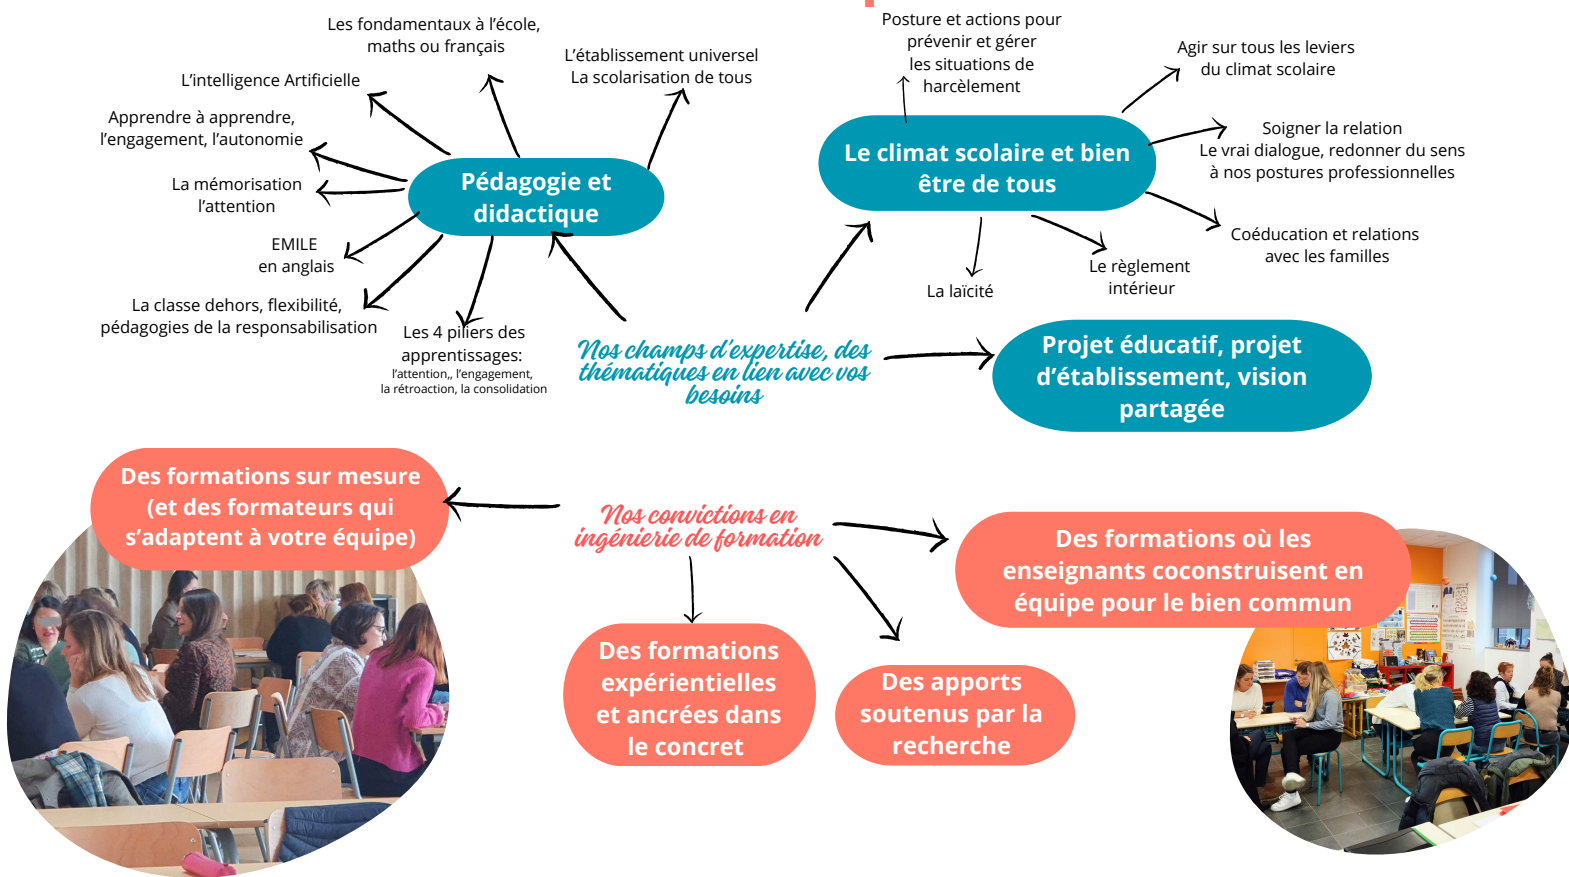 Les fondamentaux à l'école,
maths ou français
L'établissement universel
La scolarisation de tous
L'intelligence Artificielle
Apprendre à apprendre,
l'engagement, l'autonomie
La mémorisation
l'attention
EMILE
en anglais
La classe dehors, flexibilité,
pédagogies de la responsabilisation
Les 4 piliers des
apprentissages:
l'attention,, l'engagement,
la rétroaction, la consolidation
Pédagogie et
didactique
Posture et actions pour
prévenir et gérer
les situations de
harcèlement
Agir sur tous les leviers
du climat scolaire
Soigner la relation
Le vrai dialogue, redonner du sens
à nos postures professionnelles
Coéducation et relations
avec les familles
Le règlement
intérieur
La laïcité
Le climat scolaire et bien
être de tous
Nos champs d'expertise, des
thématiques en lien avec vos
besoins
Projet éducatif, projet
d'établissement, vision
partagée
Des formations sur mesure
(et des formateurs qui
s'adaptent à votre équipe)
Nos convictions en
ingénierie de formation
Des formations où les
enseignants coconstruisent en
équipe pour le bien commun
Des formations
expérientielles
et ancrées dans
le concret
Des apports
soutenus par la
recherche